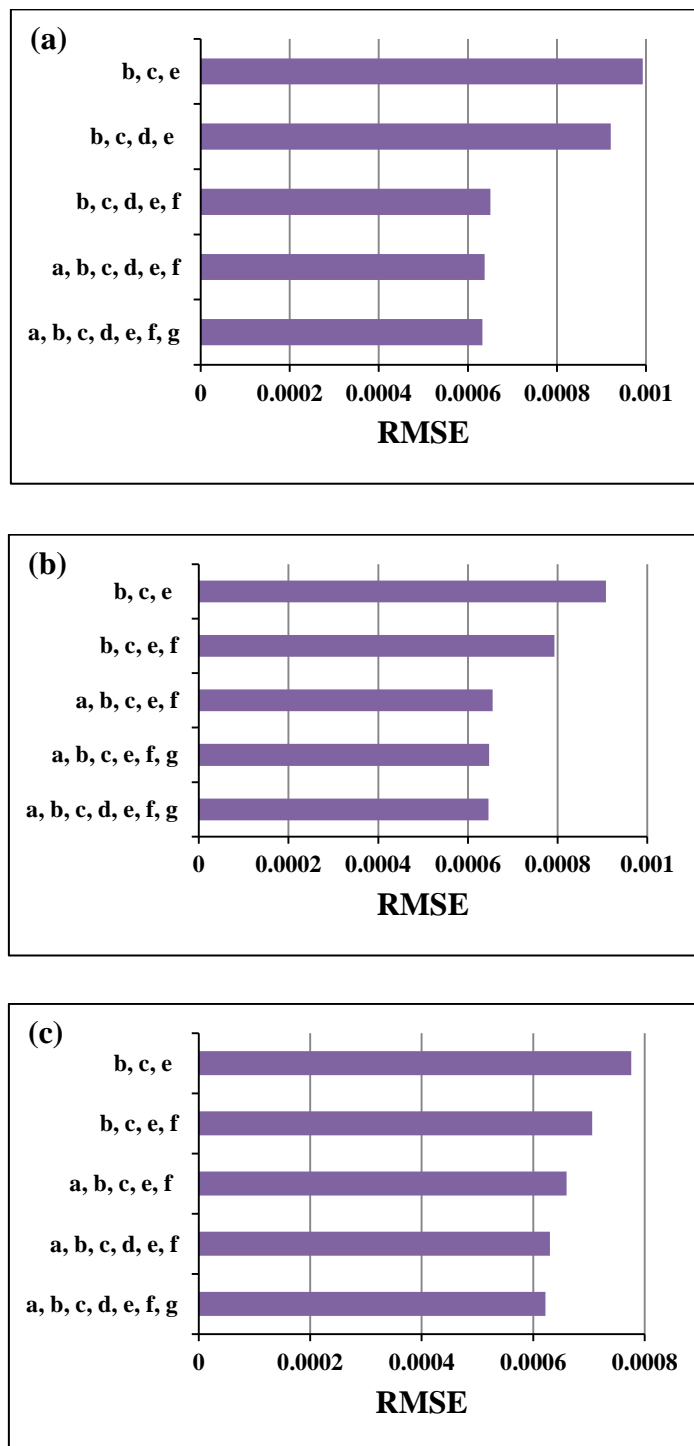 (a)
b, c, e
b, c, d, e
b, c, d, e, f
a, b, c, d, e, f
a, b, c, d, e, f, g
0 0.0002 0.0004 0.0006 0.0008 0.001
RMSE
(b)
b, c, e
b, c, e, f
a, b, c, e, f
a, b, c, e, f, g
a, b, c, d, e, f, g
0 0.0002 0.0004 0.0006 0.0008 0.001
RMSE
(c)
b, c, e
b, c, e, f
a, b, c, e, f
a, b, c, d, e, f
a, b, c, d, e, f, g
0 0.0002 0.0004 0.0006 0.0008
RMSE